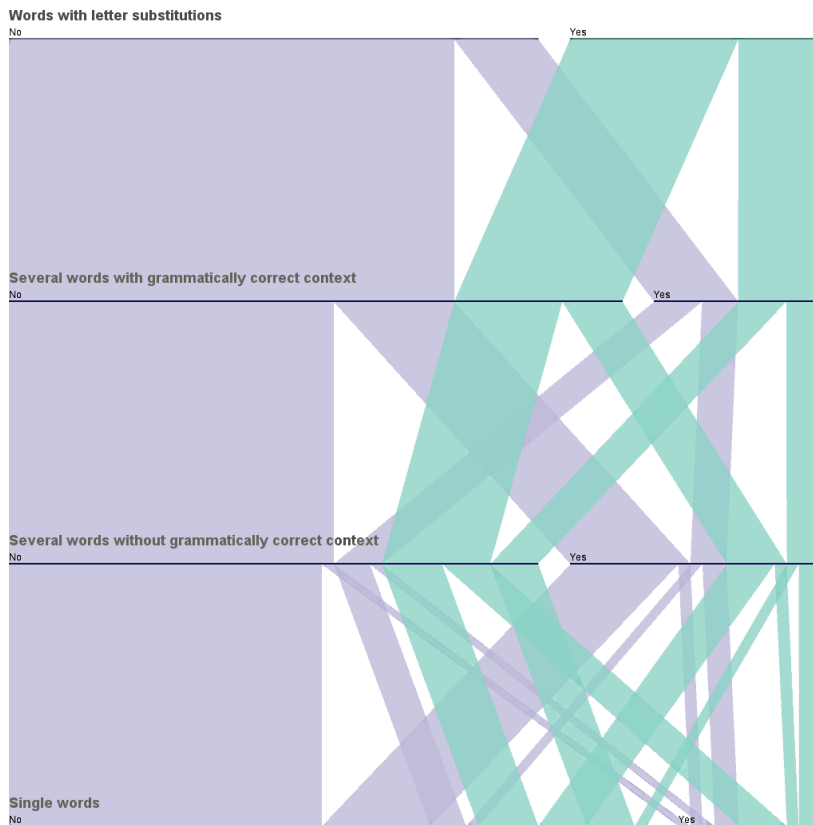 Words with letter substitutions
No Yes
Several words with grammatically correct context
No Yes
Several words without grammatically correct context
No Yes
Single words
No Yes